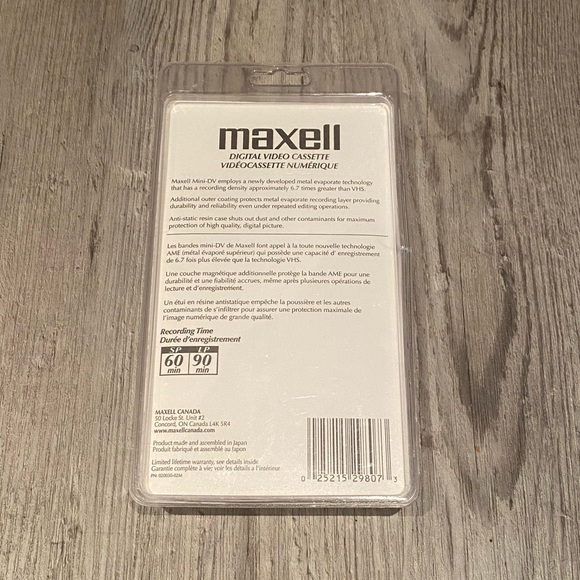 maxell
DIGITAL VIDEO CASSETTE
VIDÉOCASSETTE NUMÉRIQUE
Maxell Mini-DV employs a newly developed metal evaporate technology
that has a recording density approximately 6.7 times greater than VHS.
Additional outer coating protects metal evaporate recording layer providing
durability and reliability even under repeated editing operations.
Anti-static resin case shuts out dust and other contaminants for maximum
protection of high quality, digital picture.
Les bandes mini-DV de Maxell font appel à la toute nouvelle technologie
AME (métal évaporé supérieur) qui possède une capacité d' enregistrement
de 6.7 fois plus élevée que la technologie VHS.
Une couche magnétique additionnelle protège la bande AME pour une
durabilité et une fiabilité accrues, même après plusieures opérations de
lecture et d'enregistrement.
Un étui en résine antistatique empêche la poussière et les autres
contaminants de s'infiltrer pour assurer une protection maximale de
l'image numérique de grande qualité.
Recording Time
Durée d'enregistrement
SP LP
60 90
min min
MAXELL CANADA
50 Locke St. Unit #2
Concord, ON Canada L4K 5R4
www.maxellcanada.com
Product made and assembled in Japan
Produit fabriqué et assemblé au Japon
Limited lifetime warranty, see details inside
Garantie complète à vie; voir les détails a l'intérieur
0 25215 29807 3